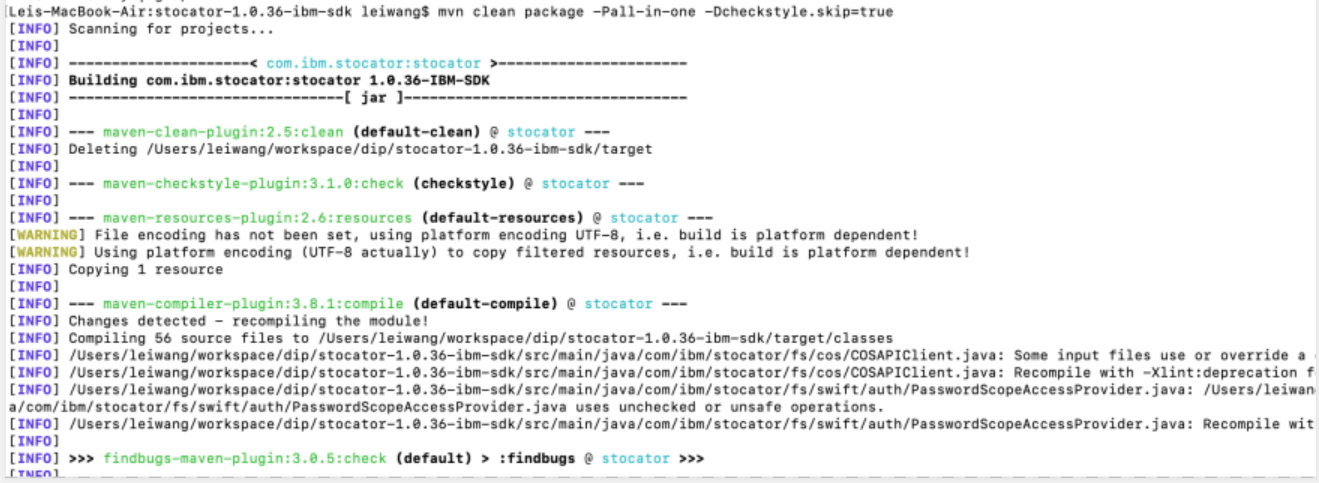 Leis-MacBook-Air:stocator-1.0.36-ibm-sdk leiwang$ mvn clean package -Pall-in-one -Dcheckstyle.skip=true
[INFO] Scanning for projects...
[INFO]
[INFO] ----------------------< com.ibm.stocator:stocator >----------------------
[INFO] Building com.ibm.stocator:stocator 1.0.36-IBM-SDK
[INFO] --------------------------------[ jar ]---------------------------------
[INFO]
[INFO] --- maven-clean-plugin:2.5:clean (default-clean) @ stocator ---
[INFO] Deleting /Users/leiwang/workspace/dip/stocator-1.0.36-ibm-sdk/target
[INFO]
[INFO] --- maven-checkstyle-plugin:3.1.0:check (checkstyle) @ stocator ---
[INFO]
[INFO] --- maven-resources-plugin:2.6:resources (default-resources) @ stocator ---
[WARNING] File encoding has not been set, using platform encoding UTF-8, i.e. build is platform dependent!
[WARNING] Using platform encoding (UTF-8 actually) to copy filtered resources, i.e. build is platform dependent!
[INFO] Copying 1 resource
[INFO]
[INFO] --- maven-compiler-plugin:3.8.1:compile (default-compile) @ stocator ---
[INFO] Changes detected - recompiling the module!
[INFO] Compiling 56 source files to /Users/leiwang/workspace/dip/stocator-1.0.36-ibm-sdk/target/classes
[INFO] /Users/leiwang/workspace/dip/stocator-1.0.36-ibm-sdk/src/main/java/com/ibm/stocator/fs/cos/COSAPIClient.java: Some input files use or override a
[INFO] /Users/leiwang/workspace/dip/stocator-1.0.36-ibm-sdk/src/main/java/com/ibm/stocator/fs/cos/COSAPIClient.java: Recompile with -Xlint:deprecation f
[INFO] /Users/leiwang/workspace/dip/stocator-1.0.36-ibm-sdk/src/main/java/com/ibm/stocator/fs/swift/auth/PasswordScopeAccessProvider.java: /Users/leiwan
a/com/ibm/stocator/fs/swift/auth/PasswordScopeAccessProvider.java uses unchecked or unsafe operations.
[INFO] /Users/leiwang/workspace/dip/stocator-1.0.36-ibm-sdk/src/main/java/com/ibm/stocator/fs/swift/auth/PasswordScopeAccessProvider.java: Recompile wit
[INFO]
[INFO] >>> findbugs-maven-plugin:3.0.5:check (default) > :findbugs @ stocator >>>
[INFO]